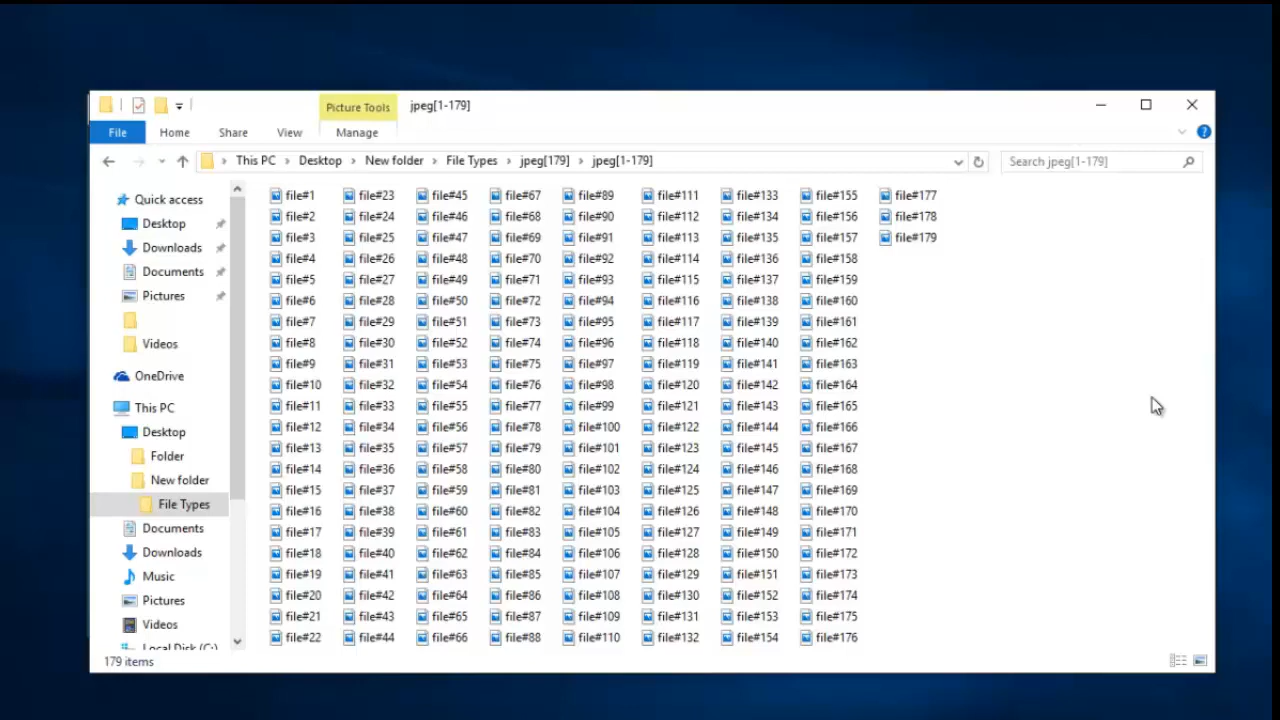 Picture Tools jpeg[1-179]
File Home Share View Manage
This PC > Desktop > New folder > File Types > jpeg[179] > jpeg[1-179] Search jpeg[1-179]
Quick access
Desktop
Downloads
Documents
Pictures
Videos
OneDrive
This PC
Desktop
Folder
New folder
File Types
Documents
Downloads
Music
Pictures
Videos
Local Disk (C:)
file#1 file#23 file#45 file#67 file#89 file#111 file#133 file#155 file#177
file#2 file#24 file#46 file#68 file#90 file#112 file#134 file#156 file#178
file#3 file#25 file#47 file#69 file#91 file#113 file#135 file#157 file#179
file#4 file#26 file#48 file#70 file#92 file#114 file#136 file#158
file#5 file#27 file#49 file#71 file#93 file#115 file#137 file#159
file#6 file#28 file#50 file#72 file#94 file#116 file#138 file#160
file#7 file#29 file#51 file#73 file#95 file#117 file#139 file#161
file#8 file#30 file#52 file#74 file#96 file#118 file#140 file#162
file#9 file#31 file#53 file#75 file#97 file#119 file#141 file#163
file#10 file#32 file#54 file#76 file#98 file#120 file#142 file#164
file#11 file#33 file#55 file#77 file#99 file#121 file#143 file#165
file#12 file#34 file#56 file#78 file#100 file#122 file#144 file#166
file#13 file#35 file#57 file#79 file#101 file#123 file#145 file#167
file#14 file#36 file#58 file#80 file#102 file#124 file#146 file#168
file#15 file#37 file#59 file#81 file#103 file#125 file#147 file#169
file#16 file#38 file#60 file#82 file#104 file#126 file#148 file#170
file#17 file#39 file#61 file#83 file#105 file#127 file#149 file#171
file#18 file#40 file#62 file#84 file#106 file#128 file#150 file#172
file#19 file#41 file#63 file#85 file#107 file#129 file#151 file#173
file#20 file#42 file#64 file#86 file#108 file#130 file#152 file#174
file#21 file#43 file#65 file#87 file#109 file#131 file#153 file#175
file#22 file#44 file#66 file#88 file#110 file#132 file#154 file#176
179 items